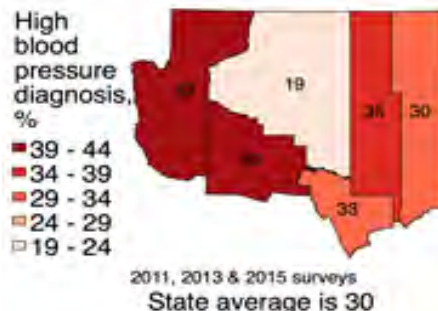 High
blood
pressure
diagnosis,
%
39 - 44
34 - 39
29 - 34
24 - 29
19 - 24
19
30
33
2011, 2013 & 2015 surveys
State average is 30